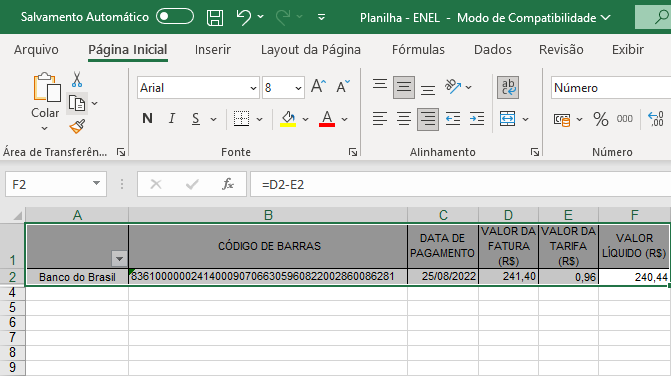 Salvamento Automático
Planilha - ENEL - Modo de Compatibilidade
Arquivo Página Inicial Inserir Layout da Página Fórmulas Dados Revisão Exibir
Colar
Arial 8 A A
ab c
Número
N I S A
% 000
Área de Transferên... Fonte Alinhamento Número
F2 fx =D2-E2
A B C D E F
1 CÓDIGO DE BARRAS DATA DE PAGAMENTO VALOR DA FATURA (R$) VALOR DA TARIFA (R$) VALOR LÍQUIDO (R$)
2 Banco do Brasil 83610000002414000907066305960822002860086281 25/08/2022 241,40 0,96 240,44
4
5
6
7
8
9